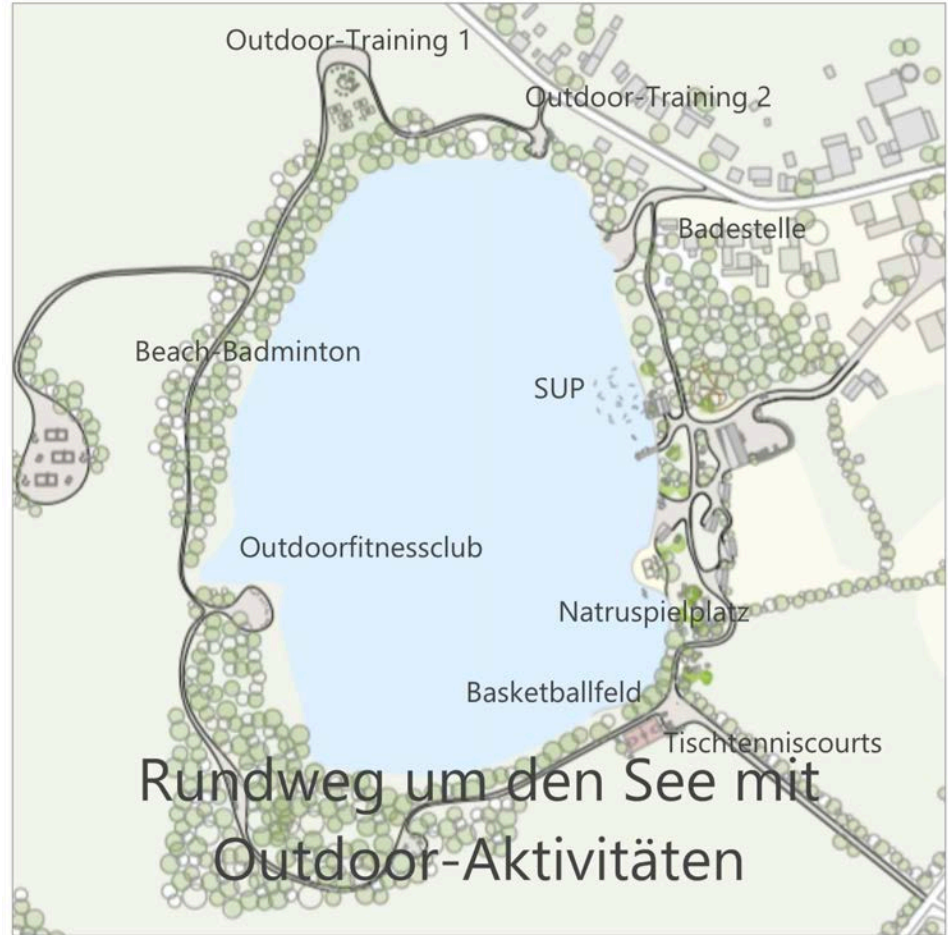 Outdoor-Training 1
Outdoor-Training 2
Badestelle
Beach-Badminton
SUP
Outdoorfitnessclub
Natruspielplatz
Basketballfeld
Tischtenniscourts
Rundweg um den See mit
Outdoor-Aktivitäten